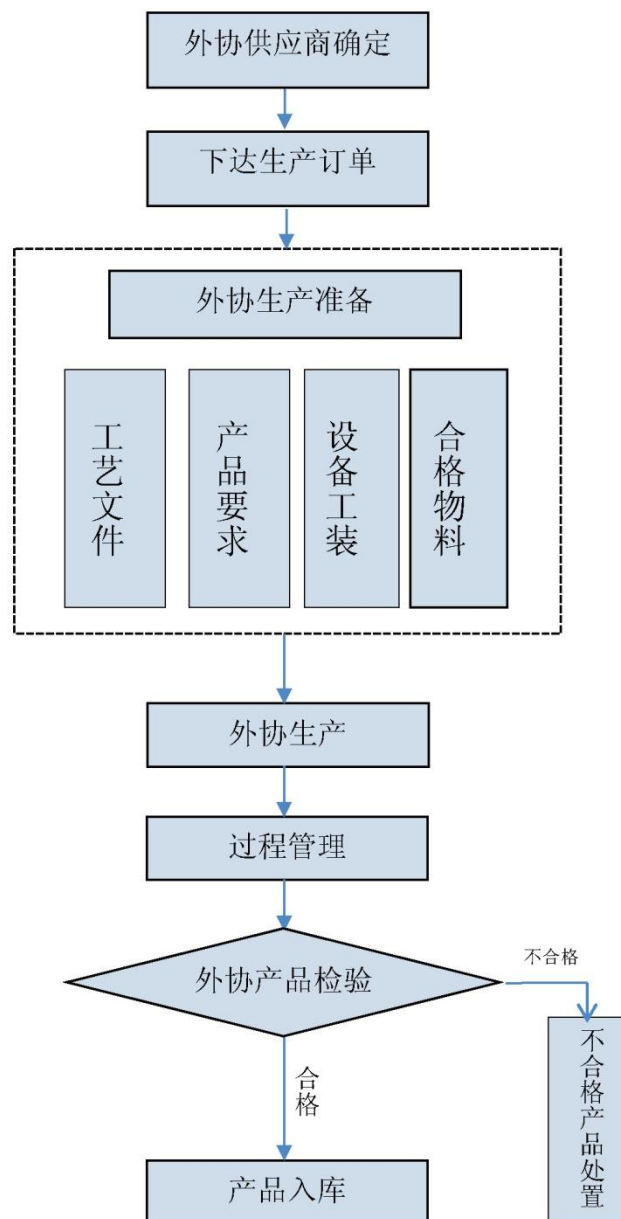 外协供应商确定
下达生产订单
外协生产准备
工艺文件
产品要求
设备工装
合格物料
外协生产
过程管理
外协产品检验
不合格
合格
不合格产品处置
产品入库